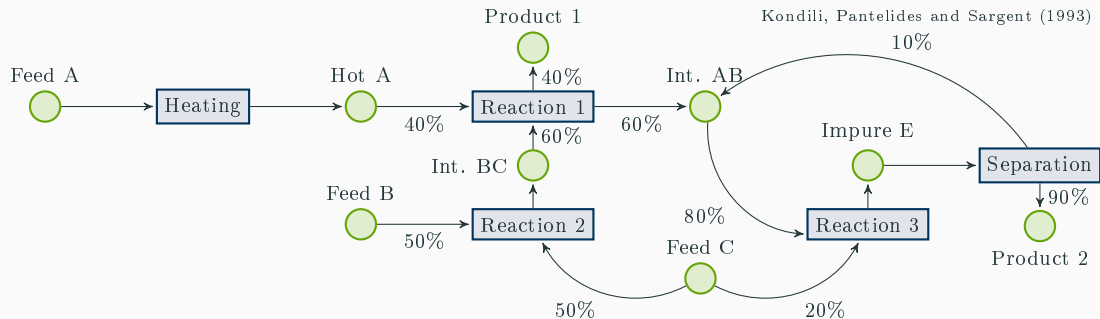 Product 1
Kondili, Pantelides and Sargent (1993)
10%
Feed A
Hot A
40%
Int. AB
Heating
Reaction 1
40%
60%
60%
Impure E
Int. BC
Separation
Feed B
90%
50%
Reaction 2
80%
Reaction 3
Feed C
Product 2
50%
20%